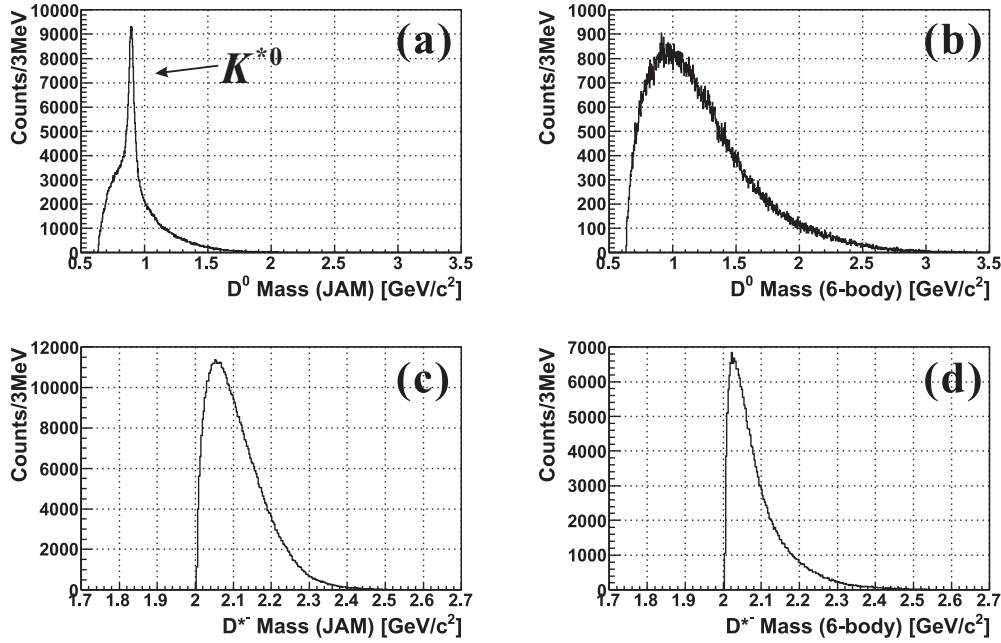 Counts/3MeV
10000
9000
8000
7000
6000
5000
4000
3000
2000
1000
0
(a)
K*0
0.5 1 1.5 2 2.5 3 3.5
D0 Mass (JAM) [GeV/c2]
Counts/3MeV
1000
900
800
700
600
500
400
300
200
100
0
(b)
0.5 1 1.5 2 2.5 3 3.5
D0 Mass (6-body) [GeV/c2]
Counts/3MeV
12000
10000
8000
6000
4000
2000
0
(c)
1.7 1.8 1.9 2 2.1 2.2 2.3 2.4 2.5 2.6 2.7
D*- Mass (JAM) [GeV/c2]
Counts/3MeV
7000
6000
5000
4000
3000
2000
1000
0
(d)
1.7 1.8 1.9 2 2.1 2.2 2.3 2.4 2.5 2.6 2.7
D*- Mass (6-body) [GeV/c2]